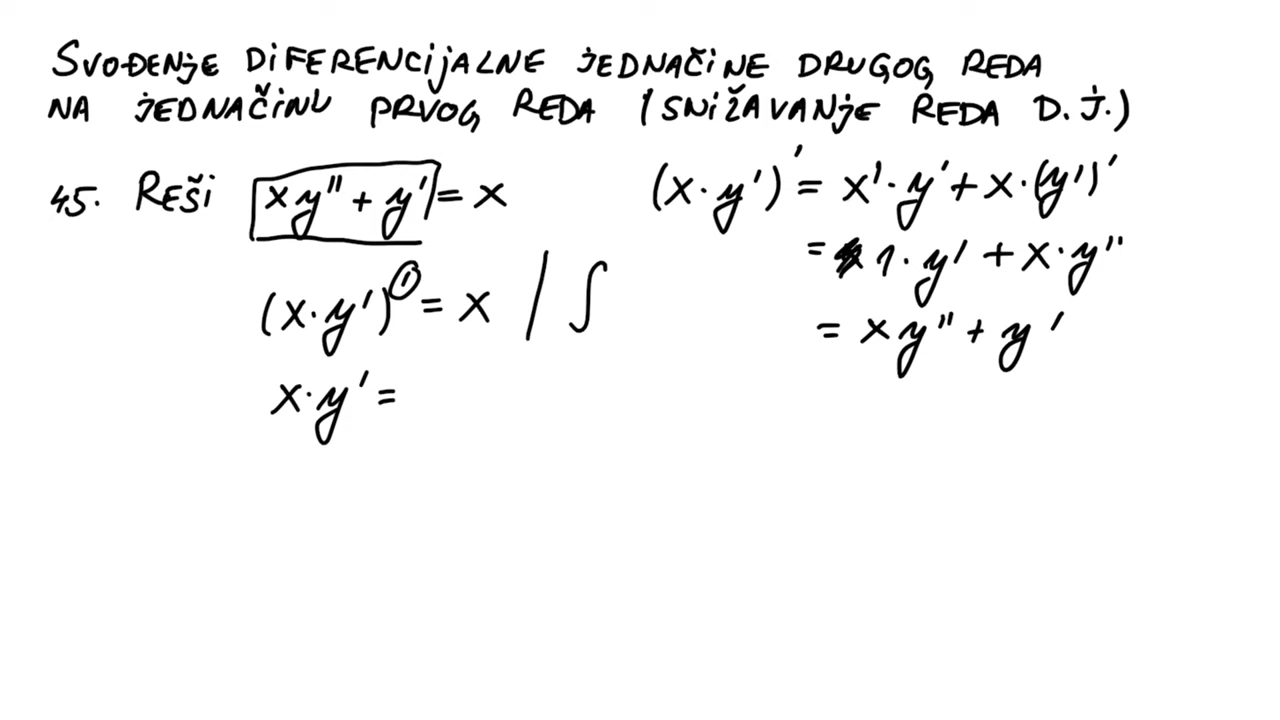 SVOĐENJE DIFERENCIJALNE JEDNAČINE DRUGOG REDA
NA JEDNAČINU PRVOG REDA (SNIŽAVANJE REDA D.J.)
45. REŠI xy'' + y' = x
(x·y')' = x / ∫
x·y' =
(x·y')' = x'·y' + x·(y')'
= 1·y' + x·y''
= xy'' + y'